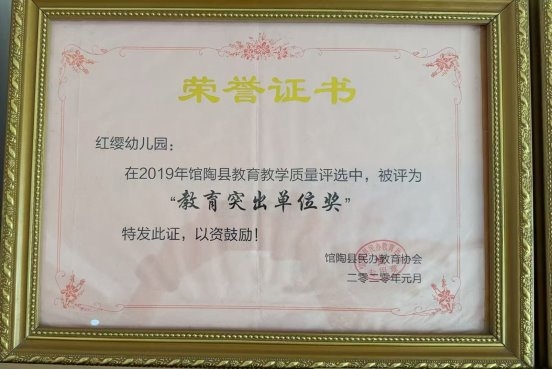 荣誉证书
红缨幼儿园：
在2019年馆陶县教育教学质量评选中，被评为
“教育突出单位奖”
特发此证，以资鼓励！
馆陶县民办教育协会
二零二零年元月